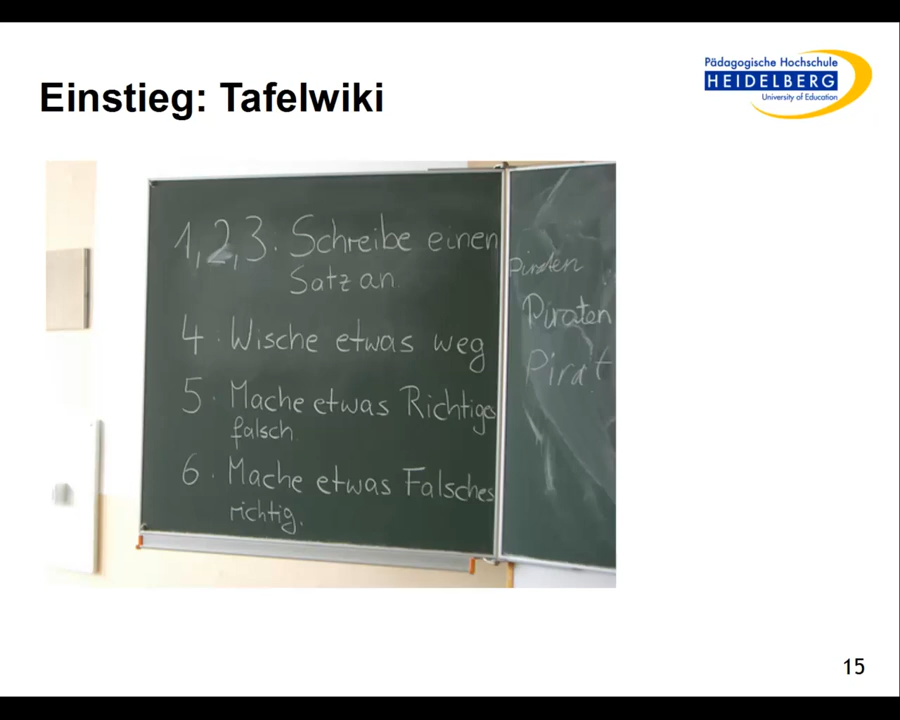 Einstieg: Tafelwiki
Pädagogische Hochschule
HEIDELBERG
University of Education
1,2,3: Schreibe einen
Satz an
4. Wische etwas weg
5. Mache etwas Richtiges
falsch.
6. Mache etwas Falsches
richtig.
piraten
Piraten
Pirat
15